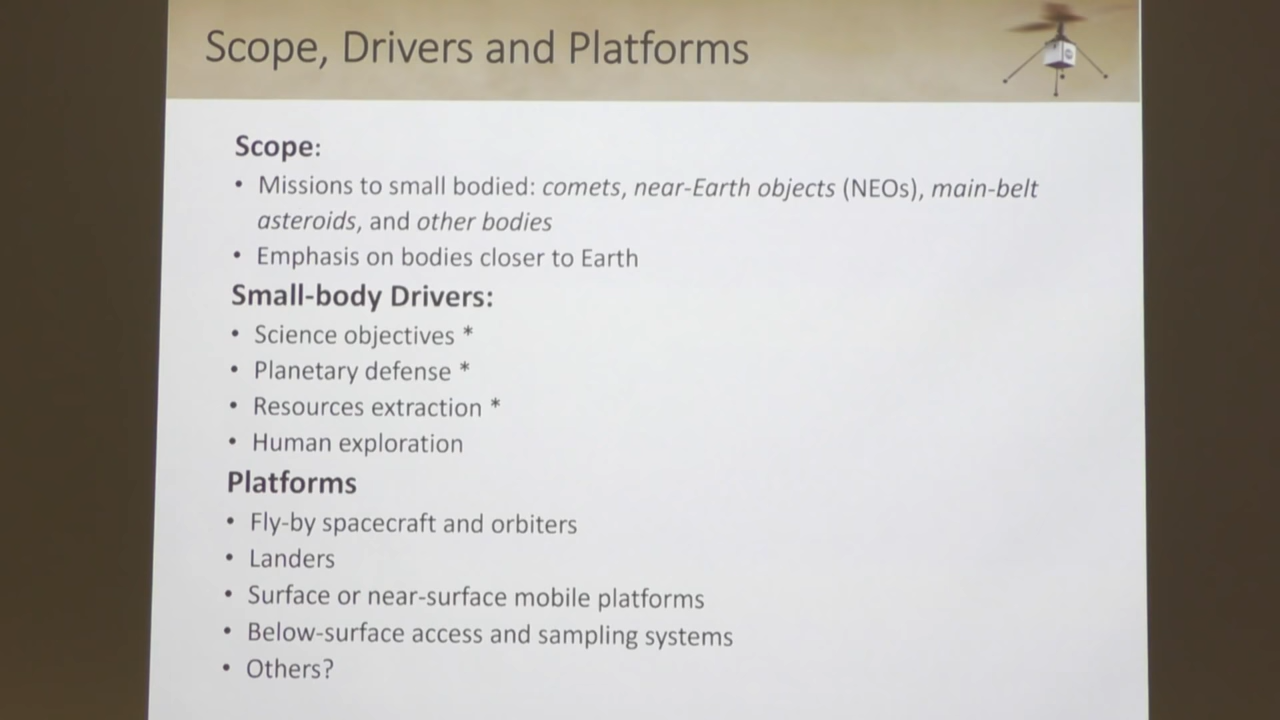 Scope, Drivers and Platforms
Scope:
• Missions to small bodied: comets, near-Earth objects (NEOs), main-belt
asteroids, and other bodies
• Emphasis on bodies closer to Earth
Small-body Drivers:
• Science objectives *
• Planetary defense *
• Resources extraction *
• Human exploration
Platforms
• Fly-by spacecraft and orbiters
• Landers
• Surface or near-surface mobile platforms
• Below-surface access and sampling systems
• Others?